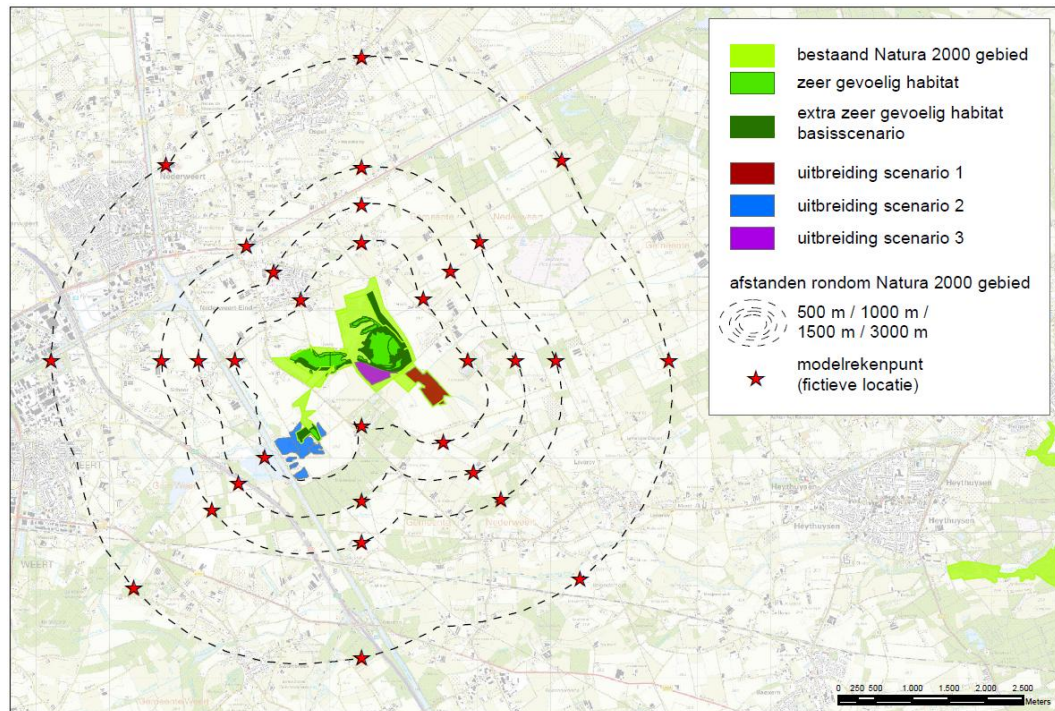 bestaand Natura 2000 gebied
zeer gevoelig habitat
extra zeer gevoelig habitat
basisscenario
uitbreiding scenario 1
uitbreiding scenario 2
uitbreiding scenario 3
afstanden rondom Natura 2000 gebied
500 m / 1000 m /
1500 m / 3000 m
modelrekenpunt
(fictieve locatie)
Nederweert
WEERT
WEERT
Heythuysen
Heythuysen
0 250 500 1.000 1.500 2.000 2.500
Meters